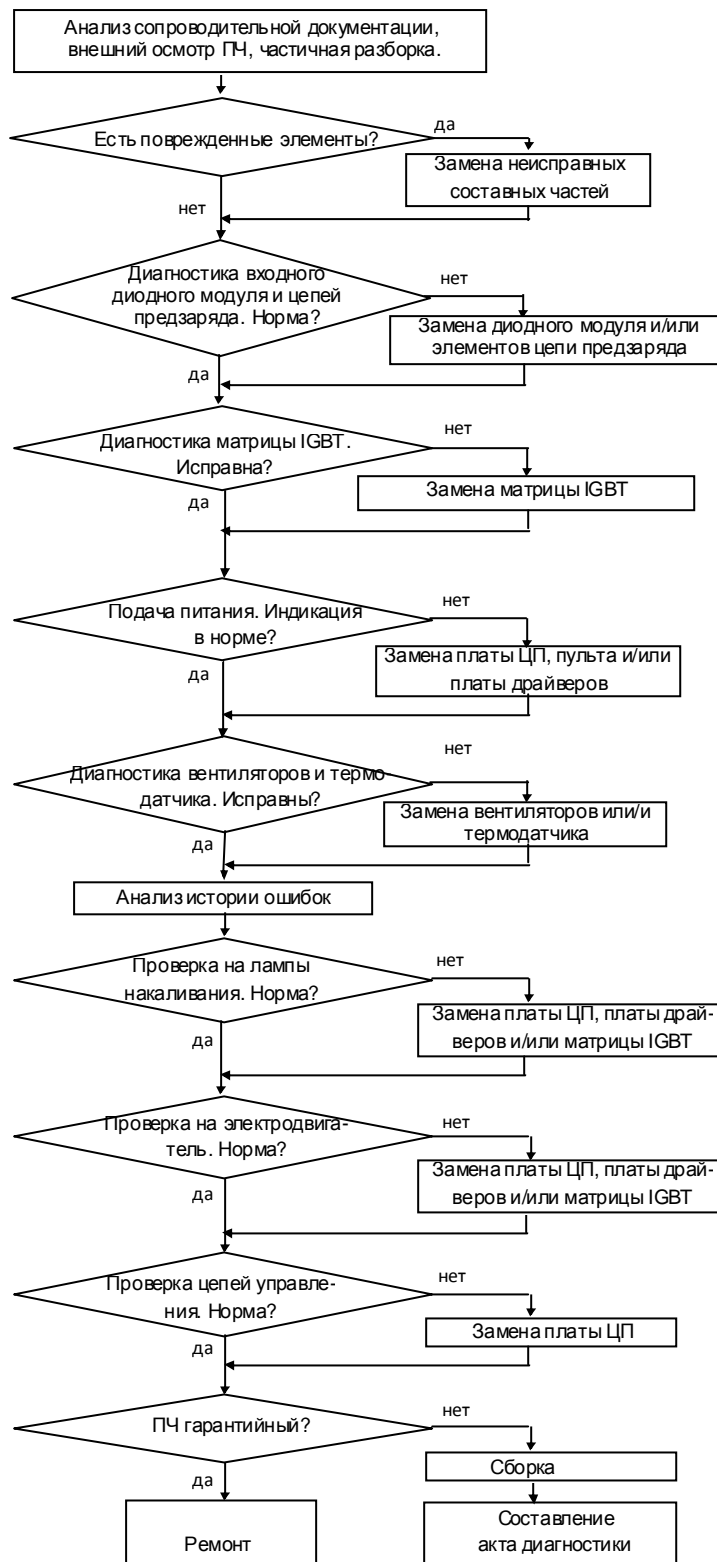 Анализ сопроводительной документации,
внешний осмотр ПЧ, частичная разборка.
Есть поврежденные элементы?
да
Замена неисправных
составных частей
нет
Диагностика входного
диодного модуля и цепей
предзаряда. Норма?
нет
Замена диодного модуля и/или
элементов цепи предзаряда
да
Диагностика матрицы IGBT.
Исправна?
нет
Замена матрицы IGBT
да
Подача питания. Индикация
в норме?
нет
Замена платы ЦП, пульта и/или
платы драйверов
да
Диагностика вентиляторов и термо-
датчика. Исправны?
нет
Замена вентиляторов или/и
термодатчика
да
Анализ истории ошибок
Проверка на лампы
накаливания. Норма?
нет
Замена платы ЦП, платы драй-
веров и/или матрицы IGBT
да
Проверка на электродвига-
тель. Норма?
нет
Замена платы ЦП, платы драй-
веров и/или матрицы IGBT
да
Проверка цепей управле-
ния. Норма?
нет
Замена платы ЦП
да
ПЧ гарантийный?
нет
Сборка
да
Ремонт
Составление
акта диагностики